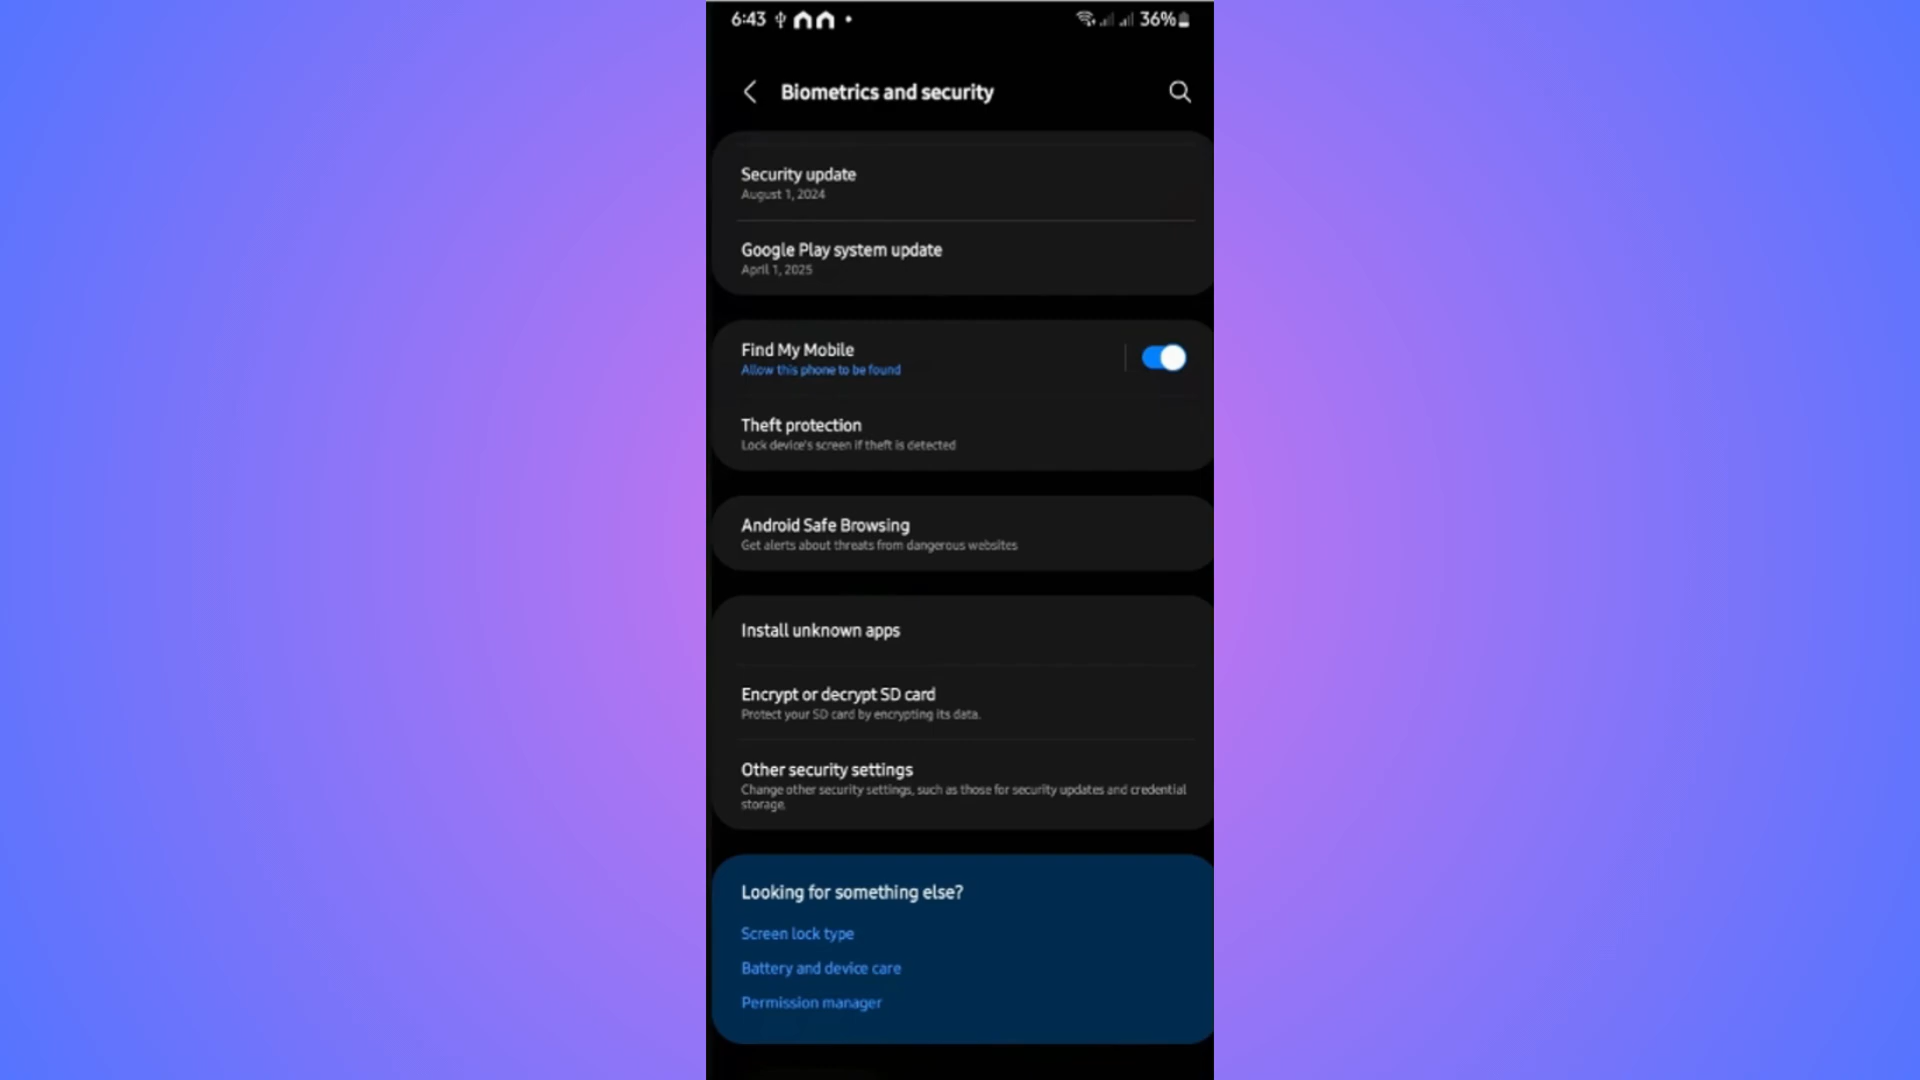 6:43
36%
Biometrics and security
Security update
August 1, 2024
Google Play system update
April 1, 2025
Find My Mobile
Allow this phone to be found
Theft protection
Lock device's screen if theft is detected
Android Safe Browsing
Get alerts about threats from dangerous websites
Install unknown apps
Encrypt or decrypt SD card
Protect your SD card by encrypting its data.
Other security settings
Change other security settings, such as those for security updates and credential
storage.
Looking for something else?
Screen lock type
Battery and device care
Permission manager